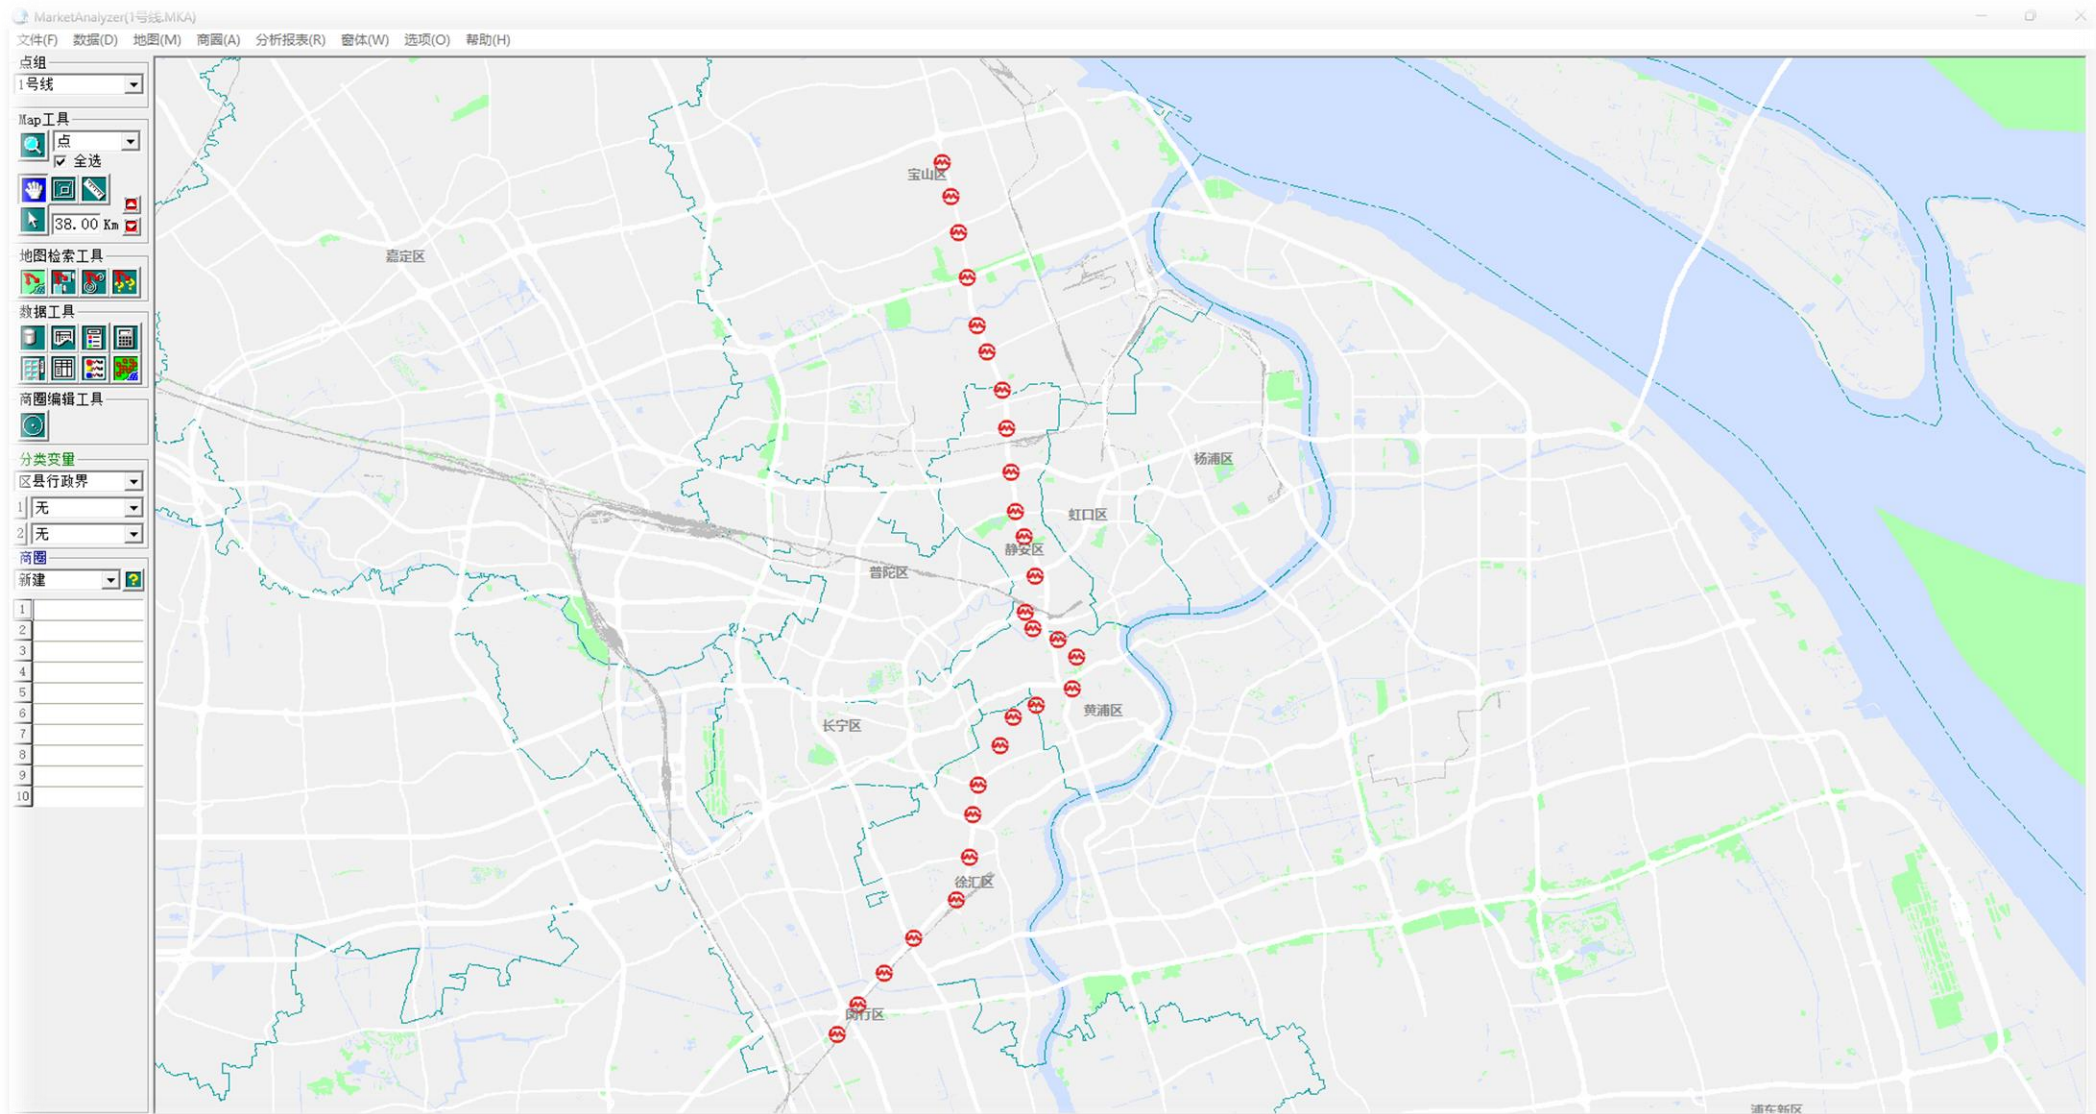 MarketAnalyzer(1号线.MKA)
文件(F) 数据(D) 地图(M) 商圈(A) 分析报表(R) 窗体(W) 选项(O) 帮助(H)
点组
1号线
Map工具
点
全选
38.00 Km
地图检索工具
数据工具
商圈编辑工具
分类变量
区县行政界
1 无
2 无
商圈
新建 ?
1
2
3
4
5
6
7
8
9
10
宝山区
嘉定区
杨浦区
虹口区
静安区
普陀区
黄浦区
长宁区
徐汇区
闵行区
浦东新区